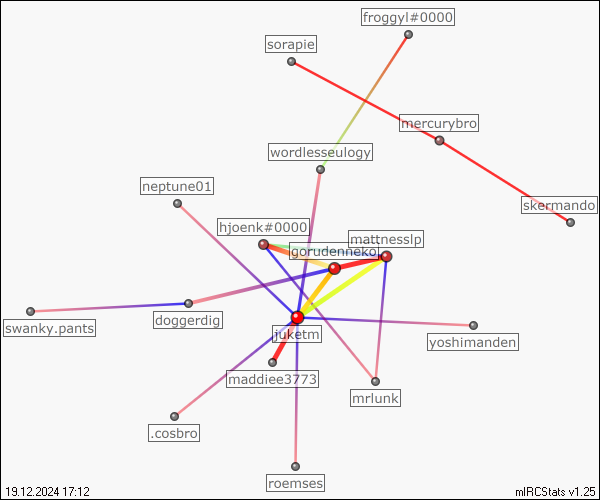 froggyl#0000
sorapie
mercurybro
wordlesseulogy
neptune01
skermando
hjoenk#0000
mattnesslp
gorudenneko
swanky.pants
doggerdig
juketm
yoshimanden
maddiee3773
mrlunk
.cosbro
roemses
19.12.2024 17:12
mIRCStats v1.25